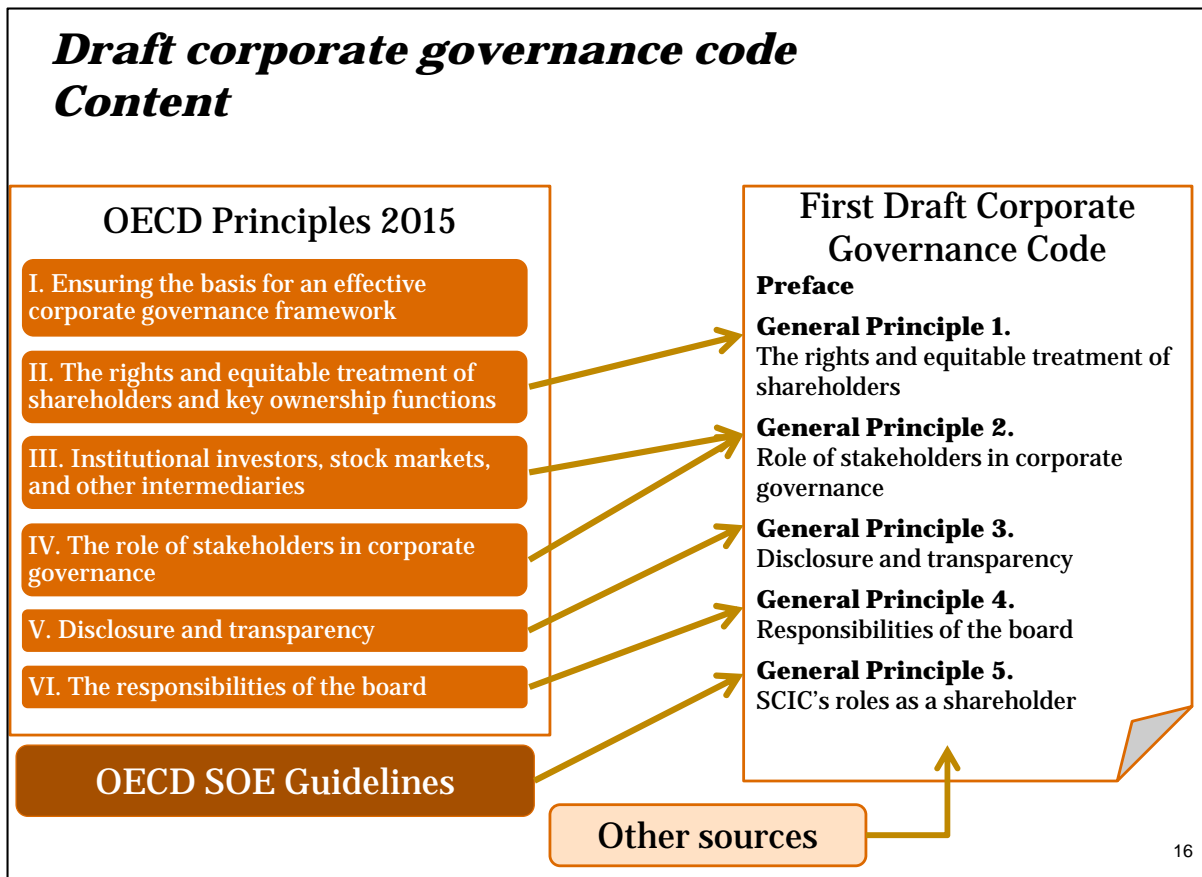 Draft corporate governance code
Content
OECD Principles 2015
I. Ensuring the basis for an effective
corporate governance framework
II. The rights and equitable treatment of
shareholders and key ownership functions
III. Institutional investors, stock markets,
and other intermediaries
IV. The role of stakeholders in corporate
governance
V. Disclosure and transparency
VI. The responsibilities of the board
OECD SOE Guidelines
First Draft Corporate
Governance Code
Preface
General Principle 1.
The rights and equitable treatment of
shareholders
General Principle 2.
Role of stakeholders in corporate
governance
General Principle 3.
Disclosure and transparency
General Principle 4.
Responsibilities of the board
General Principle 5.
SCIC's roles as a shareholder
Other sources
16